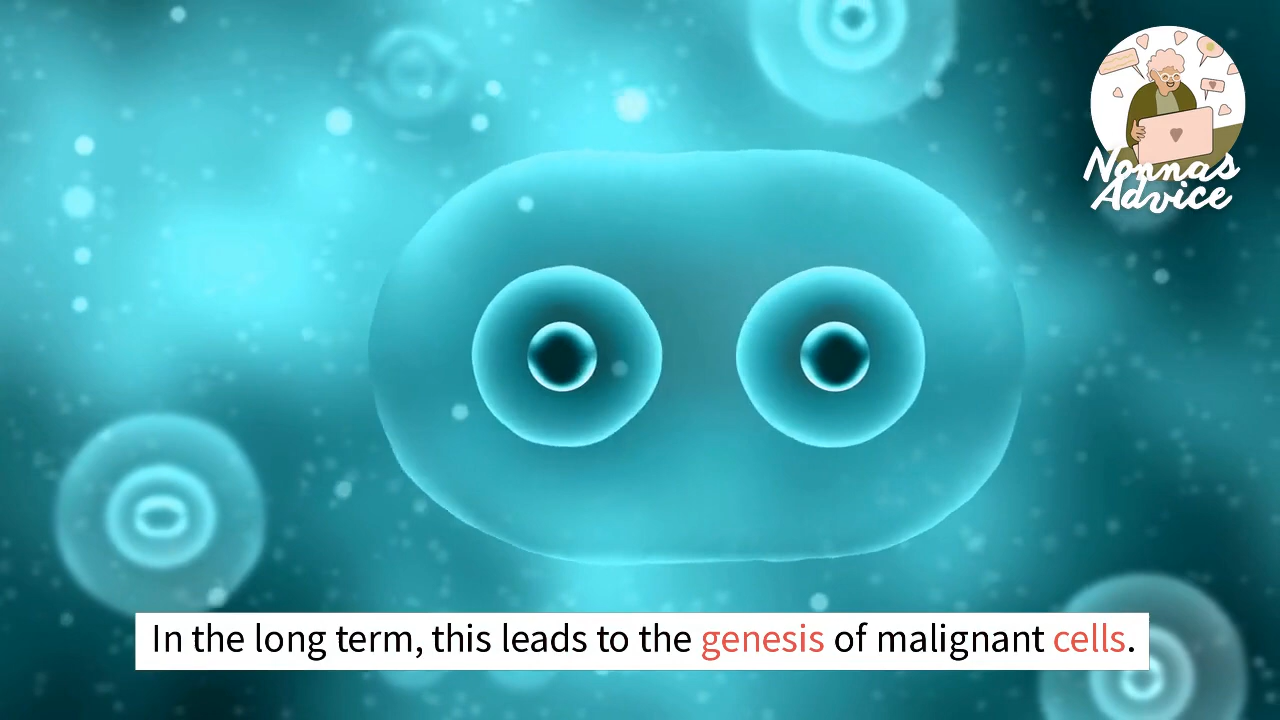 Nonnas
Advice
In the long term, this leads to the genesis of malignant cells.